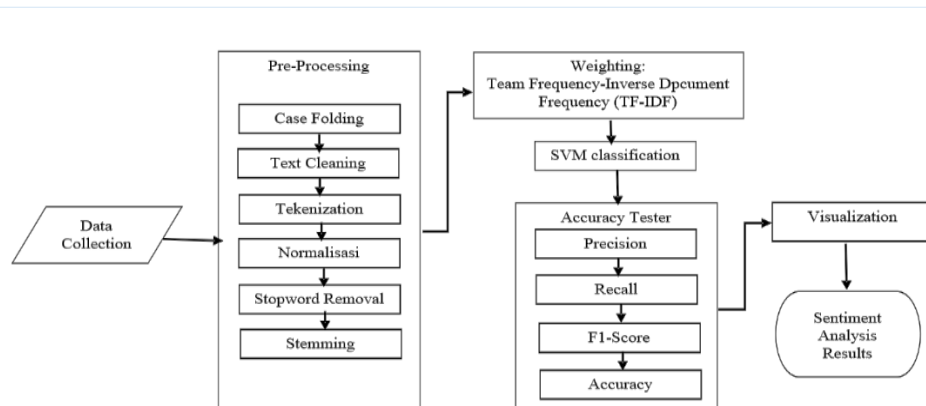 Data
Collection
Pre-Processing
Case Folding
Text Cleaning
Tekenization
Normalisasi
Stopword Removal
Stemming
Weighting:
Team Frequency-Inverse Dpcument
Frequency (TF-IDF)
SVM classification
Accuracy Tester
Precision
Recall
F1-Score
Accuracy
Visualization
Sentiment
Analysis
Results